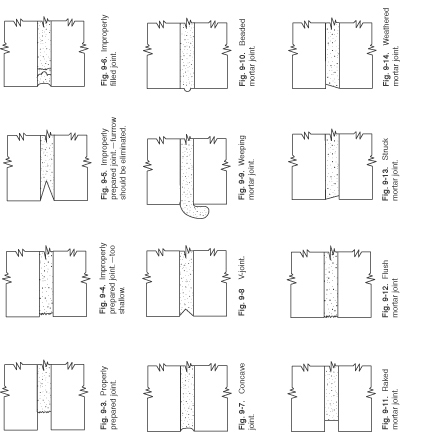 Fig. 9-3. Properly
prepared joint.
Fig. 9-4. Improperly
prepared joint.—too
shallow.
Fig. 9-5. Improperly
prepared joint.—furrow
should be eliminated.
Fig. 9-6. Improperly
filled joint.
Fig. 9-7. Concave
joint.
Fig. 9-8 V-joint.
Fig. 9-9. Weeping
mortar joint.
Fig. 9-10. Beaded
mortar joint.
Fig. 9-11. Raked
mortar joint.
Fig. 9-12. Flush
mortar joint
Fig. 9-13. Struck
mortar joint.
Fig. 9-14. Weathered
mortar joint.